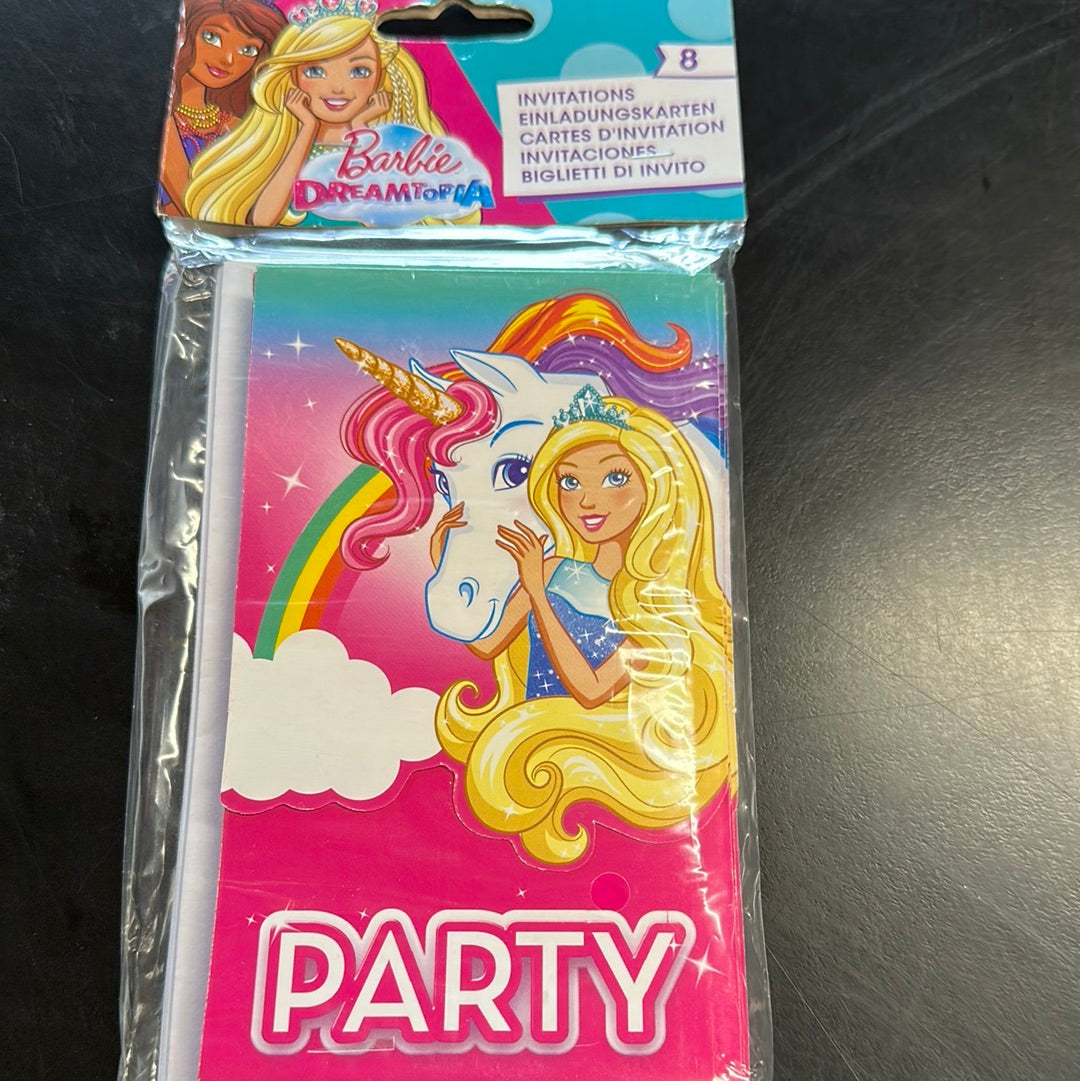 8
INVITATIONS
EINLADUNGSKARTEN
CARTES D'INVITATION
INVITACIONES
BIGLIETTI DI INVITO
Barbie
DREAMTOPIA
PARTY